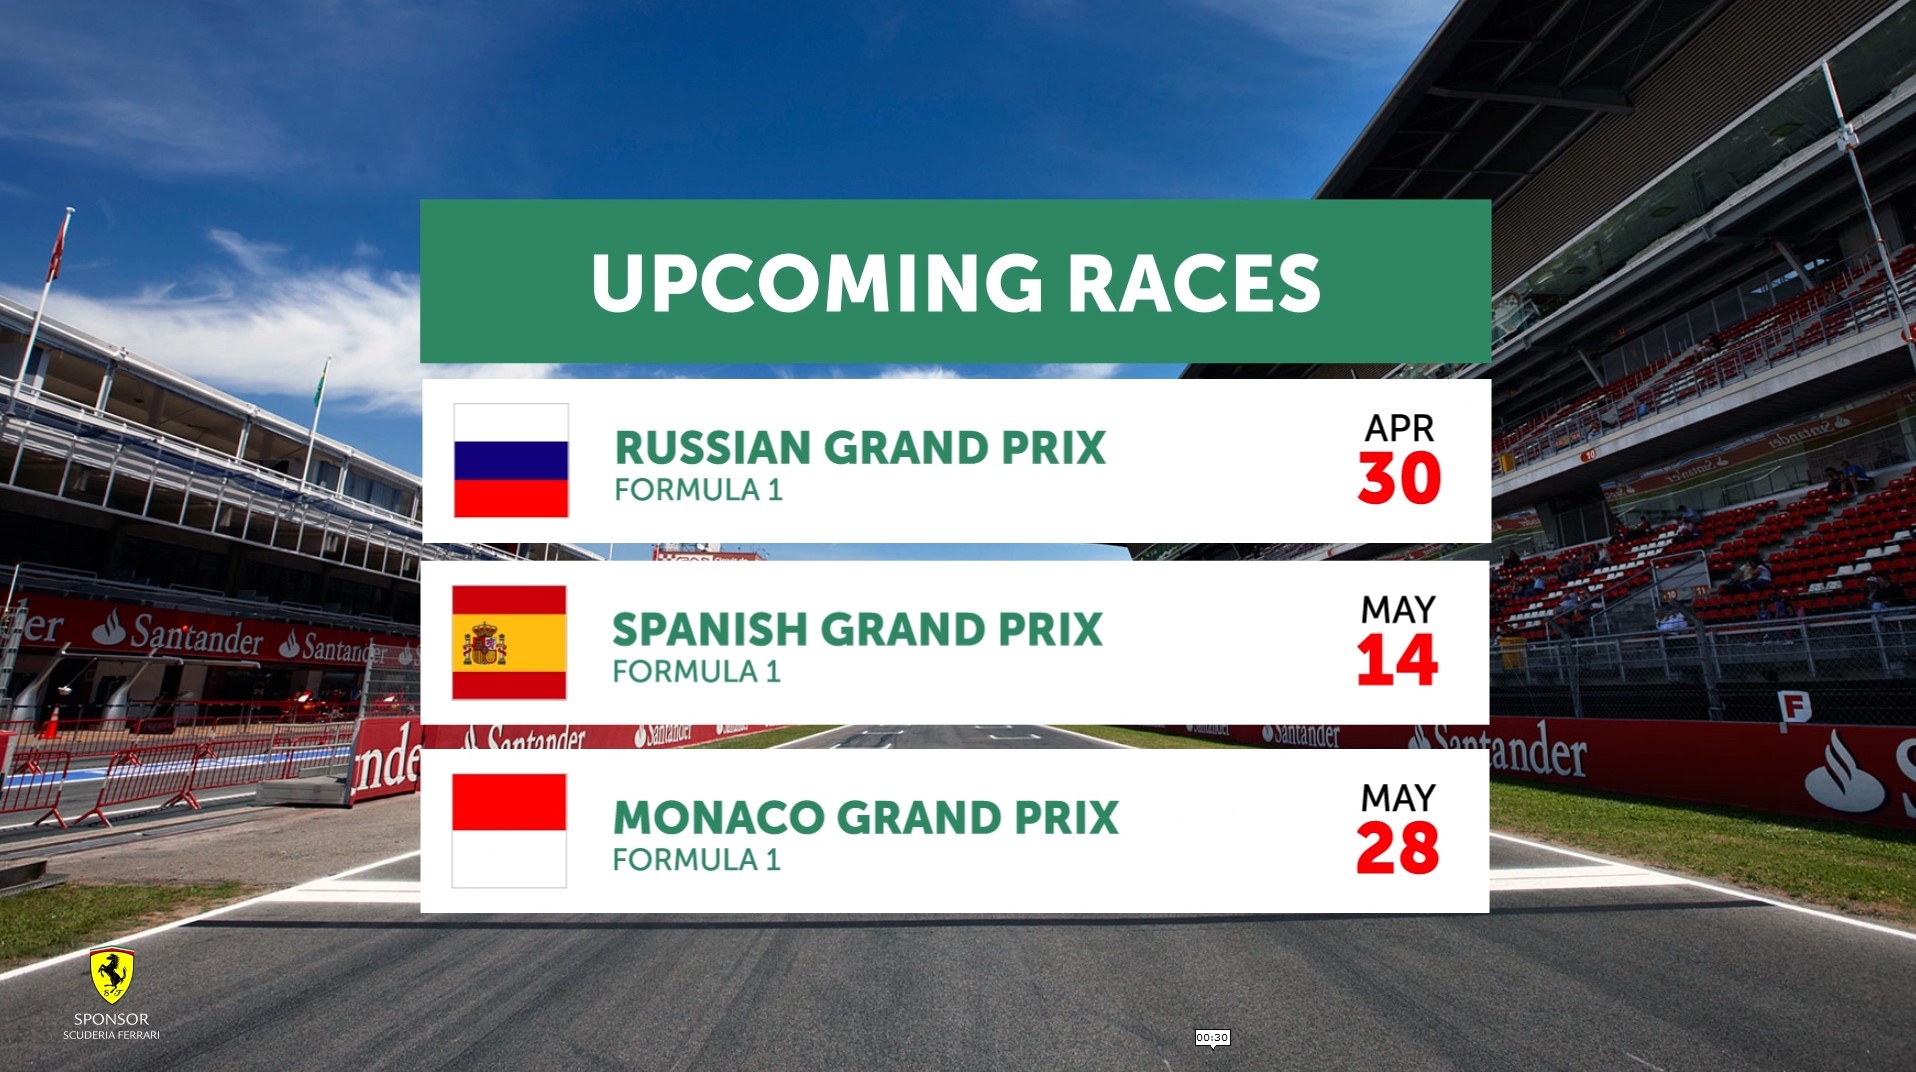 UPCOMING RACES
RUSSIAN GRAND PRIX
FORMULA 1
APR
30
SPANISH GRAND PRIX
FORMULA 1
MAY
14
MONACO GRAND PRIX
FORMULA 1
MAY
28
Santander
Santander
Santander
Santander
Santander
Santander
F
10
SPONSOR
SCUDERIA FERRARI
00:30